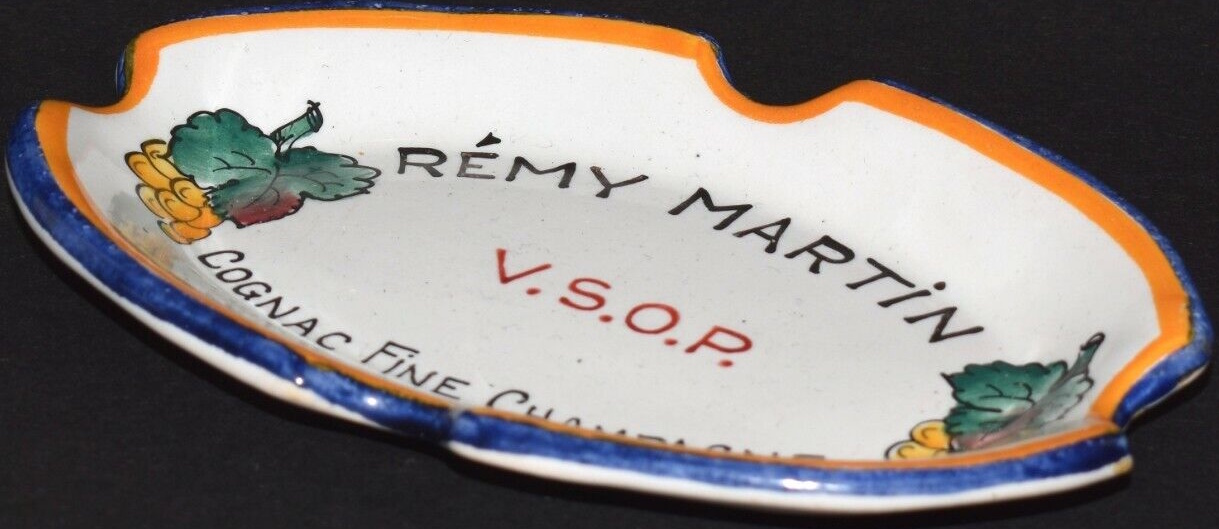 RÉMY MARTiN
V.S.O.P.
COGNAC FiNE CHAMPAGNE